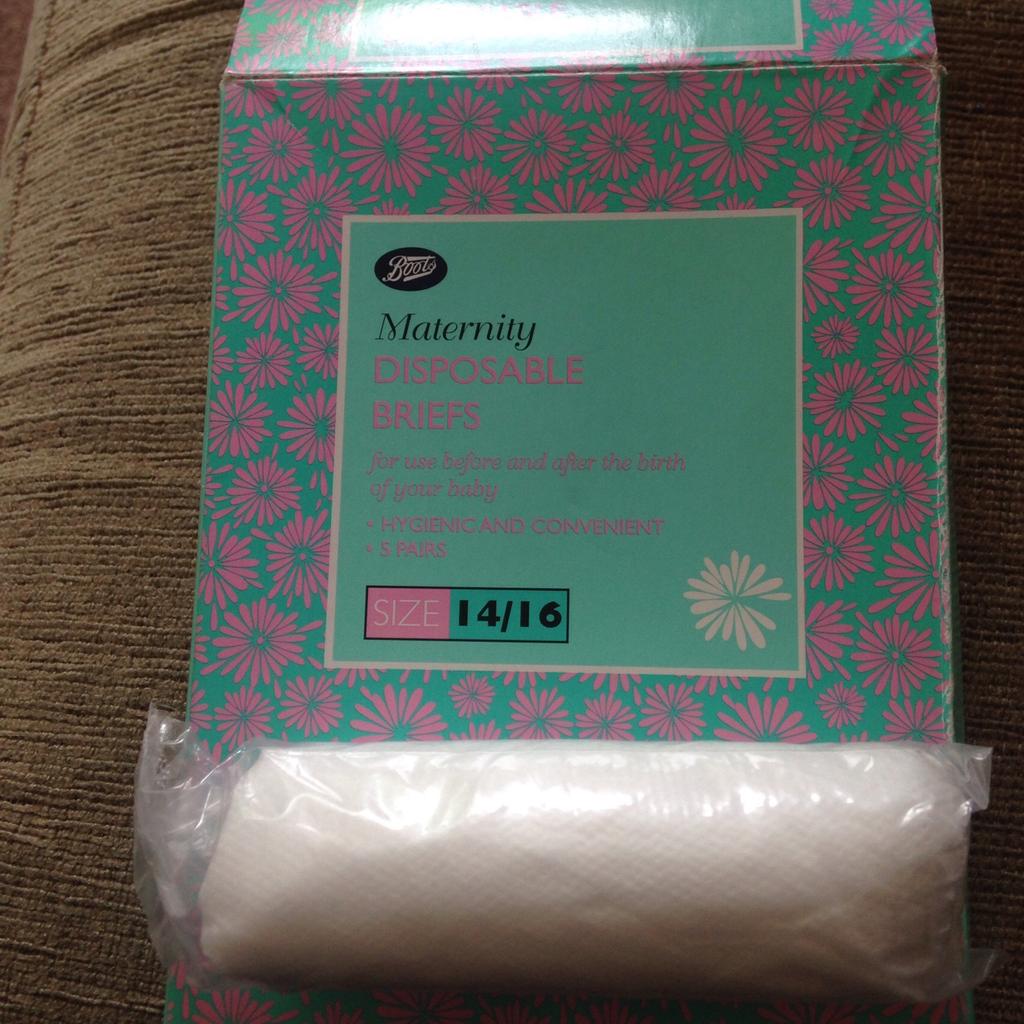 Boots
Maternity
DISPOSABLE
BRIEFS
for use before and after the birth
of your baby
• HYGIENIC AND CONVENIENT
• 5 PAIRS
SIZE 14/16